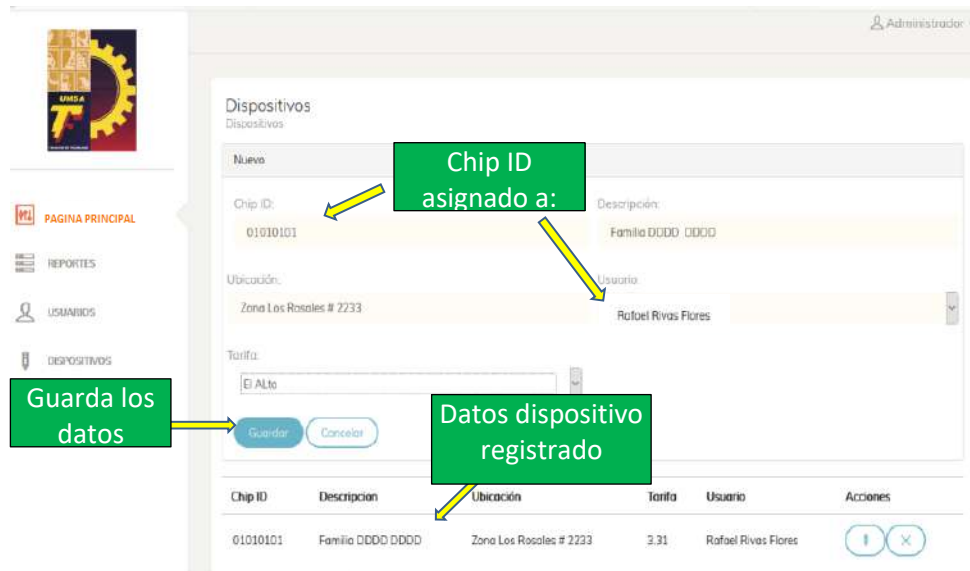 Administrador
UMSA
Dispositivos
Dispositivos
Nuevo
Chip ID
asignado a:
Chip ID:
Descripción:
01010101
Familia DDDD DDDD
PAGINA PRINCIPAL
REPORTES
USUARIOS
DISPOSITIVOS
Ubicación:
Usuario:
Zona Los Rosales # 2233
Rafael Rivas Flores
Tarifa:
El ALto
Guarda los
datos
Guardar
Cancelar
Datos dispositivo
registrado
Chip ID Descripcion Ubicación Tarifa Usuario Acciones
01010101 Familia DDDD DDDD Zona Los Rosales # 2233 3.31 Rafael Rivas Flores